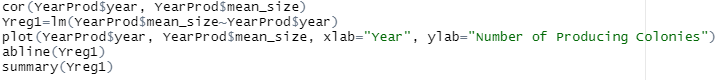 cor(YearProd$year, YearProd$mean_size)
Yreg1=lm(YearProd$mean_size~YearProd$year)
plot(YearProd$year, YearProd$mean_size, xlab="Year", ylab="Number of Producing Colonies")
abline(Yreg1)
summary(Yreg1)